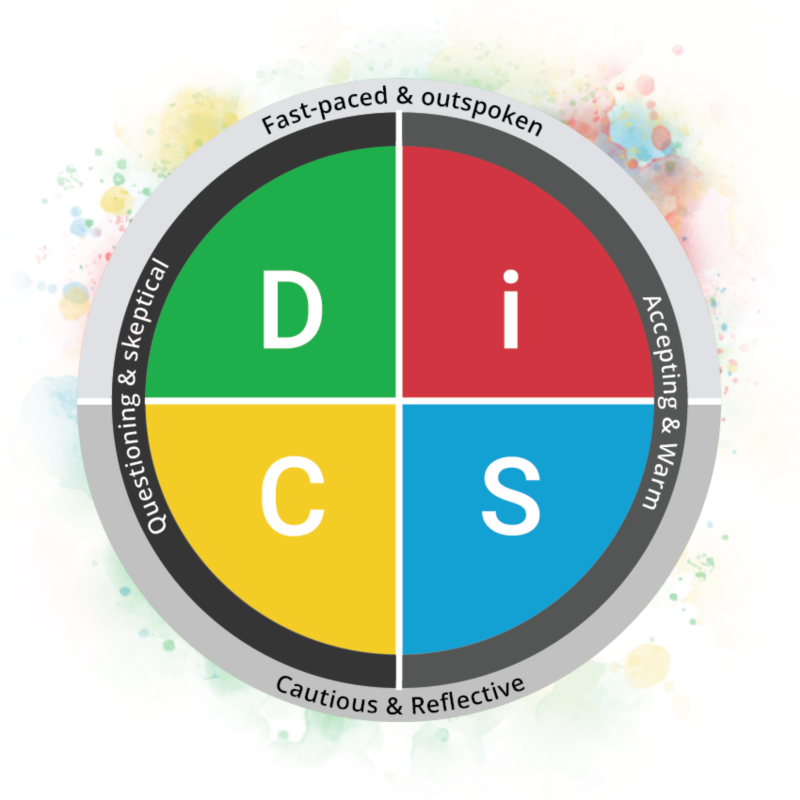 Fast-paced & outspoken
Questioning & skeptical
D
i
Accepting & Warm
C
S
Cautious & Reflective